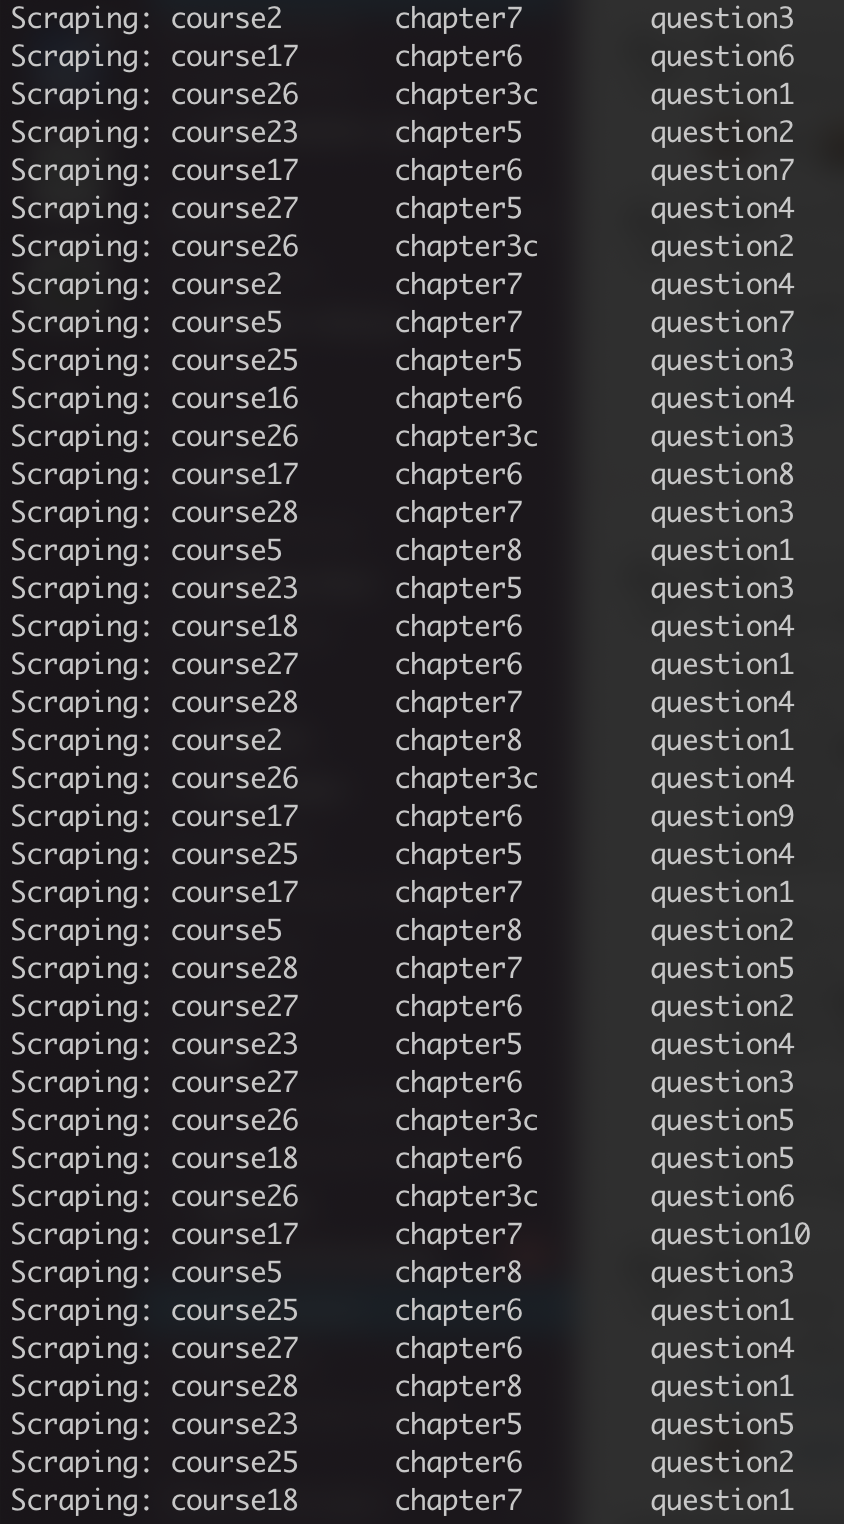 Scraping: course2 chapter7 question3
Scraping: course17 chapter6 question6
Scraping: course26 chapter3c question1
Scraping: course23 chapter5 question2
Scraping: course17 chapter6 question7
Scraping: course27 chapter5 question4
Scraping: course26 chapter3c question2
Scraping: course2 chapter7 question4
Scraping: course5 chapter7 question7
Scraping: course25 chapter5 question3
Scraping: course16 chapter6 question4
Scraping: course26 chapter3c question3
Scraping: course17 chapter6 question8
Scraping: course28 chapter7 question3
Scraping: course5 chapter8 question1
Scraping: course23 chapter5 question3
Scraping: course18 chapter6 question4
Scraping: course27 chapter6 question1
Scraping: course28 chapter7 question4
Scraping: course2 chapter8 question1
Scraping: course26 chapter3c question4
Scraping: course17 chapter6 question9
Scraping: course25 chapter5 question4
Scraping: course17 chapter7 question1
Scraping: course5 chapter8 question2
Scraping: course28 chapter7 question5
Scraping: course27 chapter6 question2
Scraping: course23 chapter5 question4
Scraping: course27 chapter6 question3
Scraping: course26 chapter3c question5
Scraping: course18 chapter6 question5
Scraping: course26 chapter3c question6
Scraping: course17 chapter7 question10
Scraping: course5 chapter8 question3
Scraping: course25 chapter6 question1
Scraping: course27 chapter6 question4
Scraping: course28 chapter8 question1
Scraping: course23 chapter5 question5
Scraping: course25 chapter6 question2
Scraping: course18 chapter7 question1